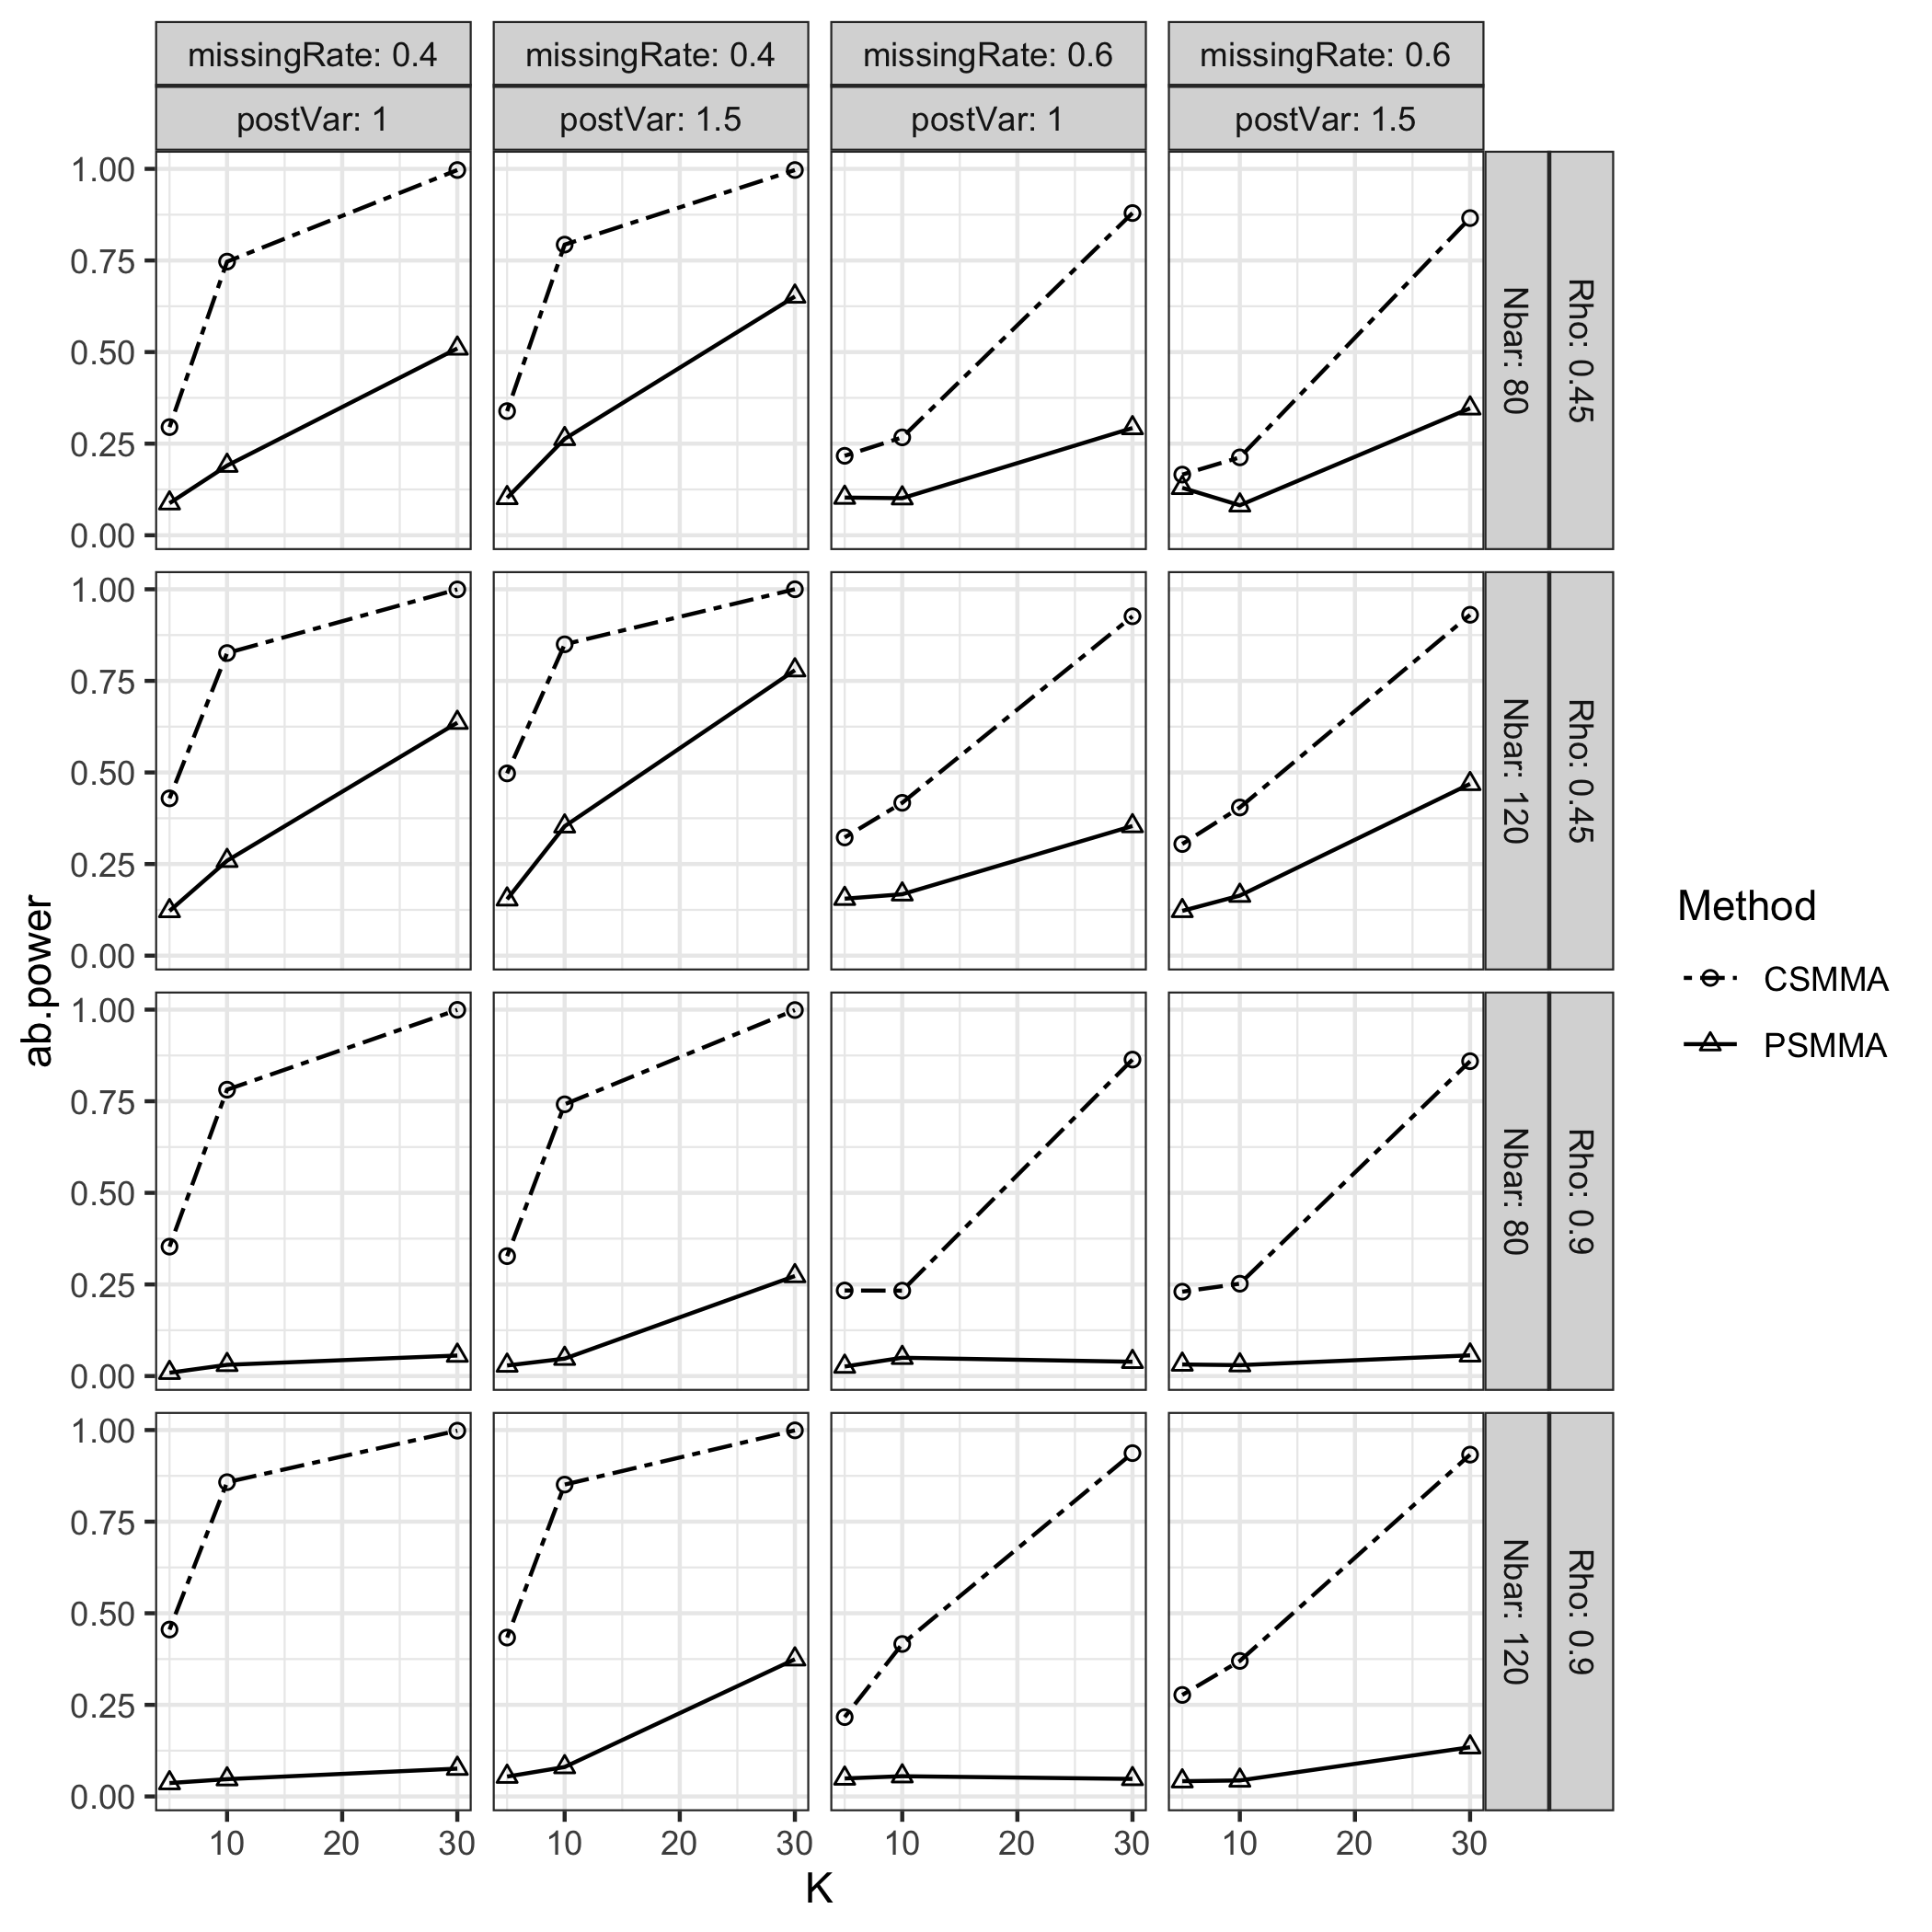 missingRate: 0.4 missingRate: 0.4 missingRate: 0.6 missingRate: 0.6
postVar: 1 postVar: 1.5 postVar: 1 postVar: 1.5
1.00
0.75
0.50
0.25
0.00
Nbar: 80
Rho: 0.45
1.00
0.75
0.50
0.25
0.00
Nbar: 120
Rho: 0.45
1.00
0.75
0.50
0.25
0.00
Nbar: 80
Rho: 0.9
1.00
0.75
0.50
0.25
0.00
Nbar: 120
Rho: 0.9
10 20 30 10 20 30 10 20 30 10 20 30
K
ab.power
Method
CSMMA
PSMMA